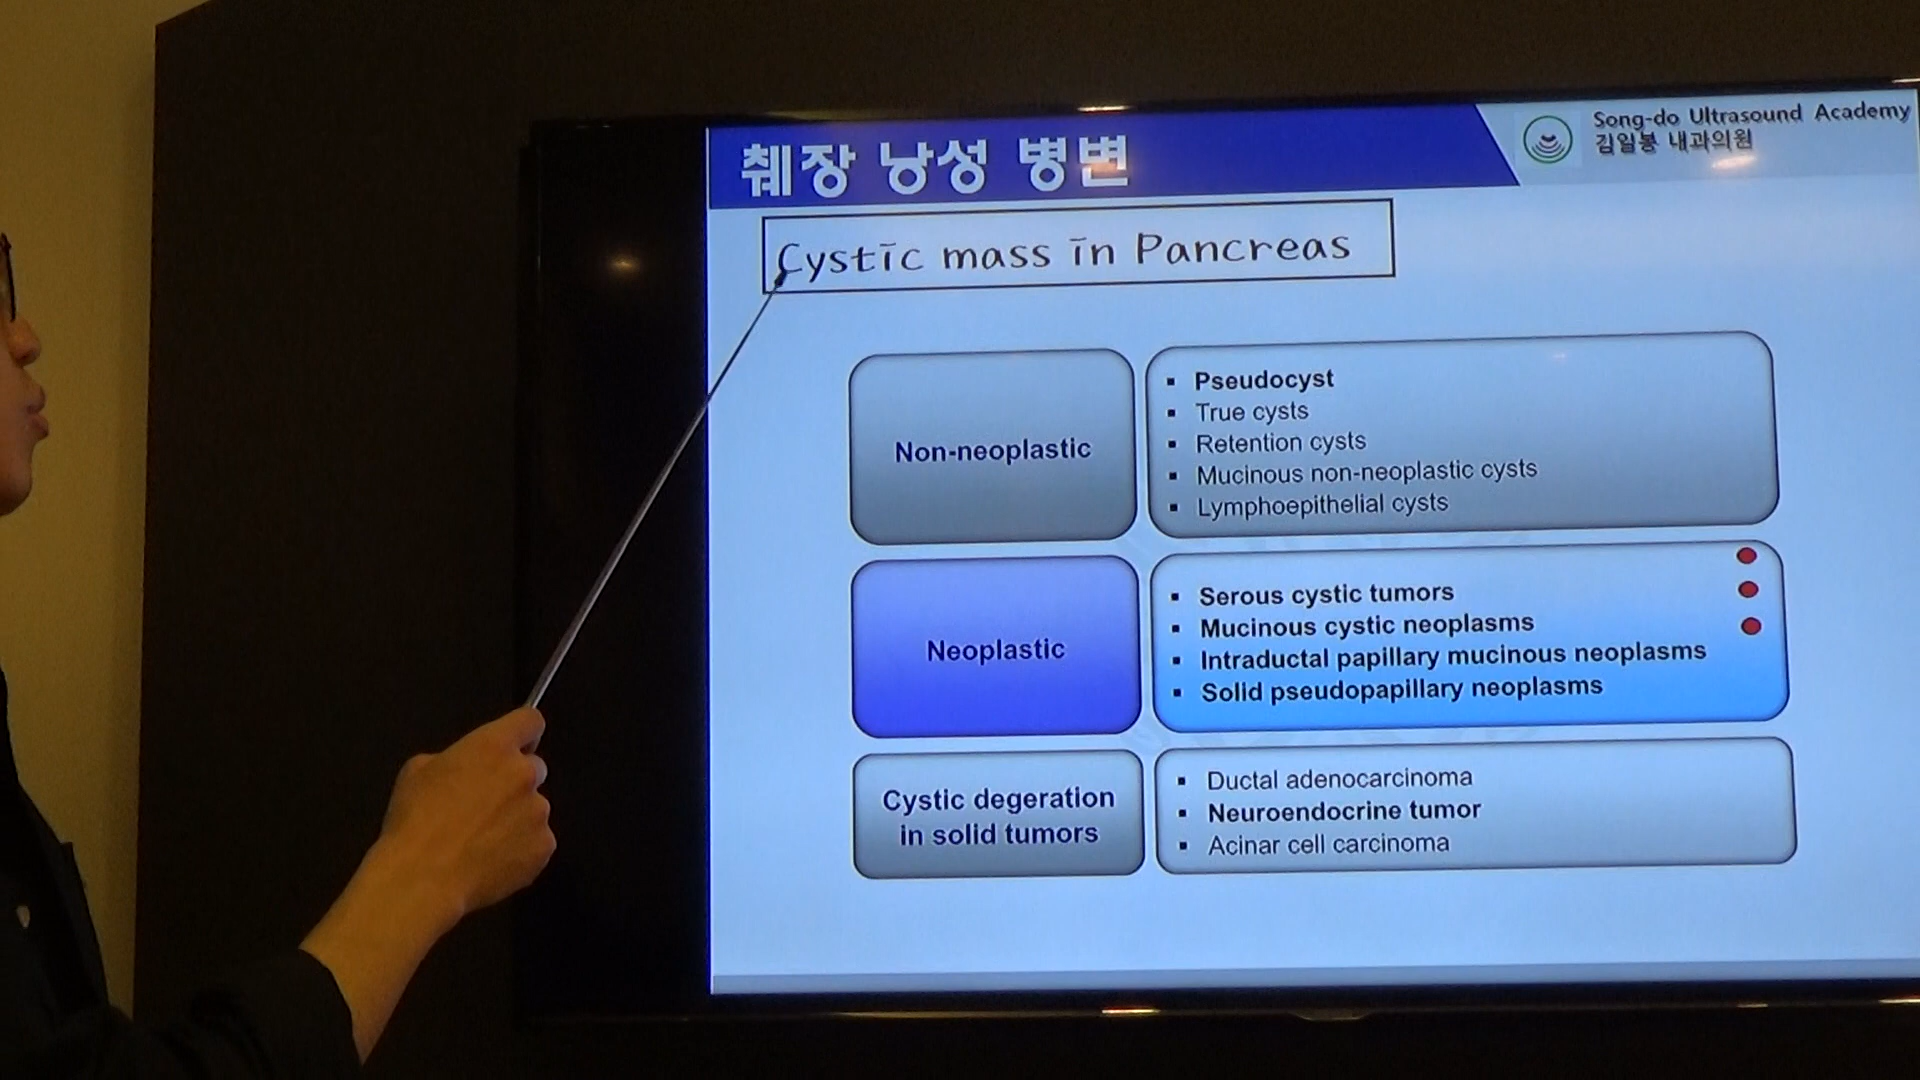 췌장 낭성 병변
Song-do Ultrasound Academy
김일봉 내과의원
Cystic mass in Pancreas
Non-neoplastic
▪ Pseudocyst
▪ True cysts
▪ Retention cysts
▪ Mucinous non-neoplastic cysts
▪ Lymphoepithelial cysts
Neoplastic
▪ Serous cystic tumors
▪ Mucinous cystic neoplasms
▪ Intraductal papillary mucinous neoplasms
▪ Solid pseudopapillary neoplasms
Cystic degeration
in solid tumors
▪ Ductal adenocarcinoma
▪ Neuroendocrine tumor
▪ Acinar cell carcinoma